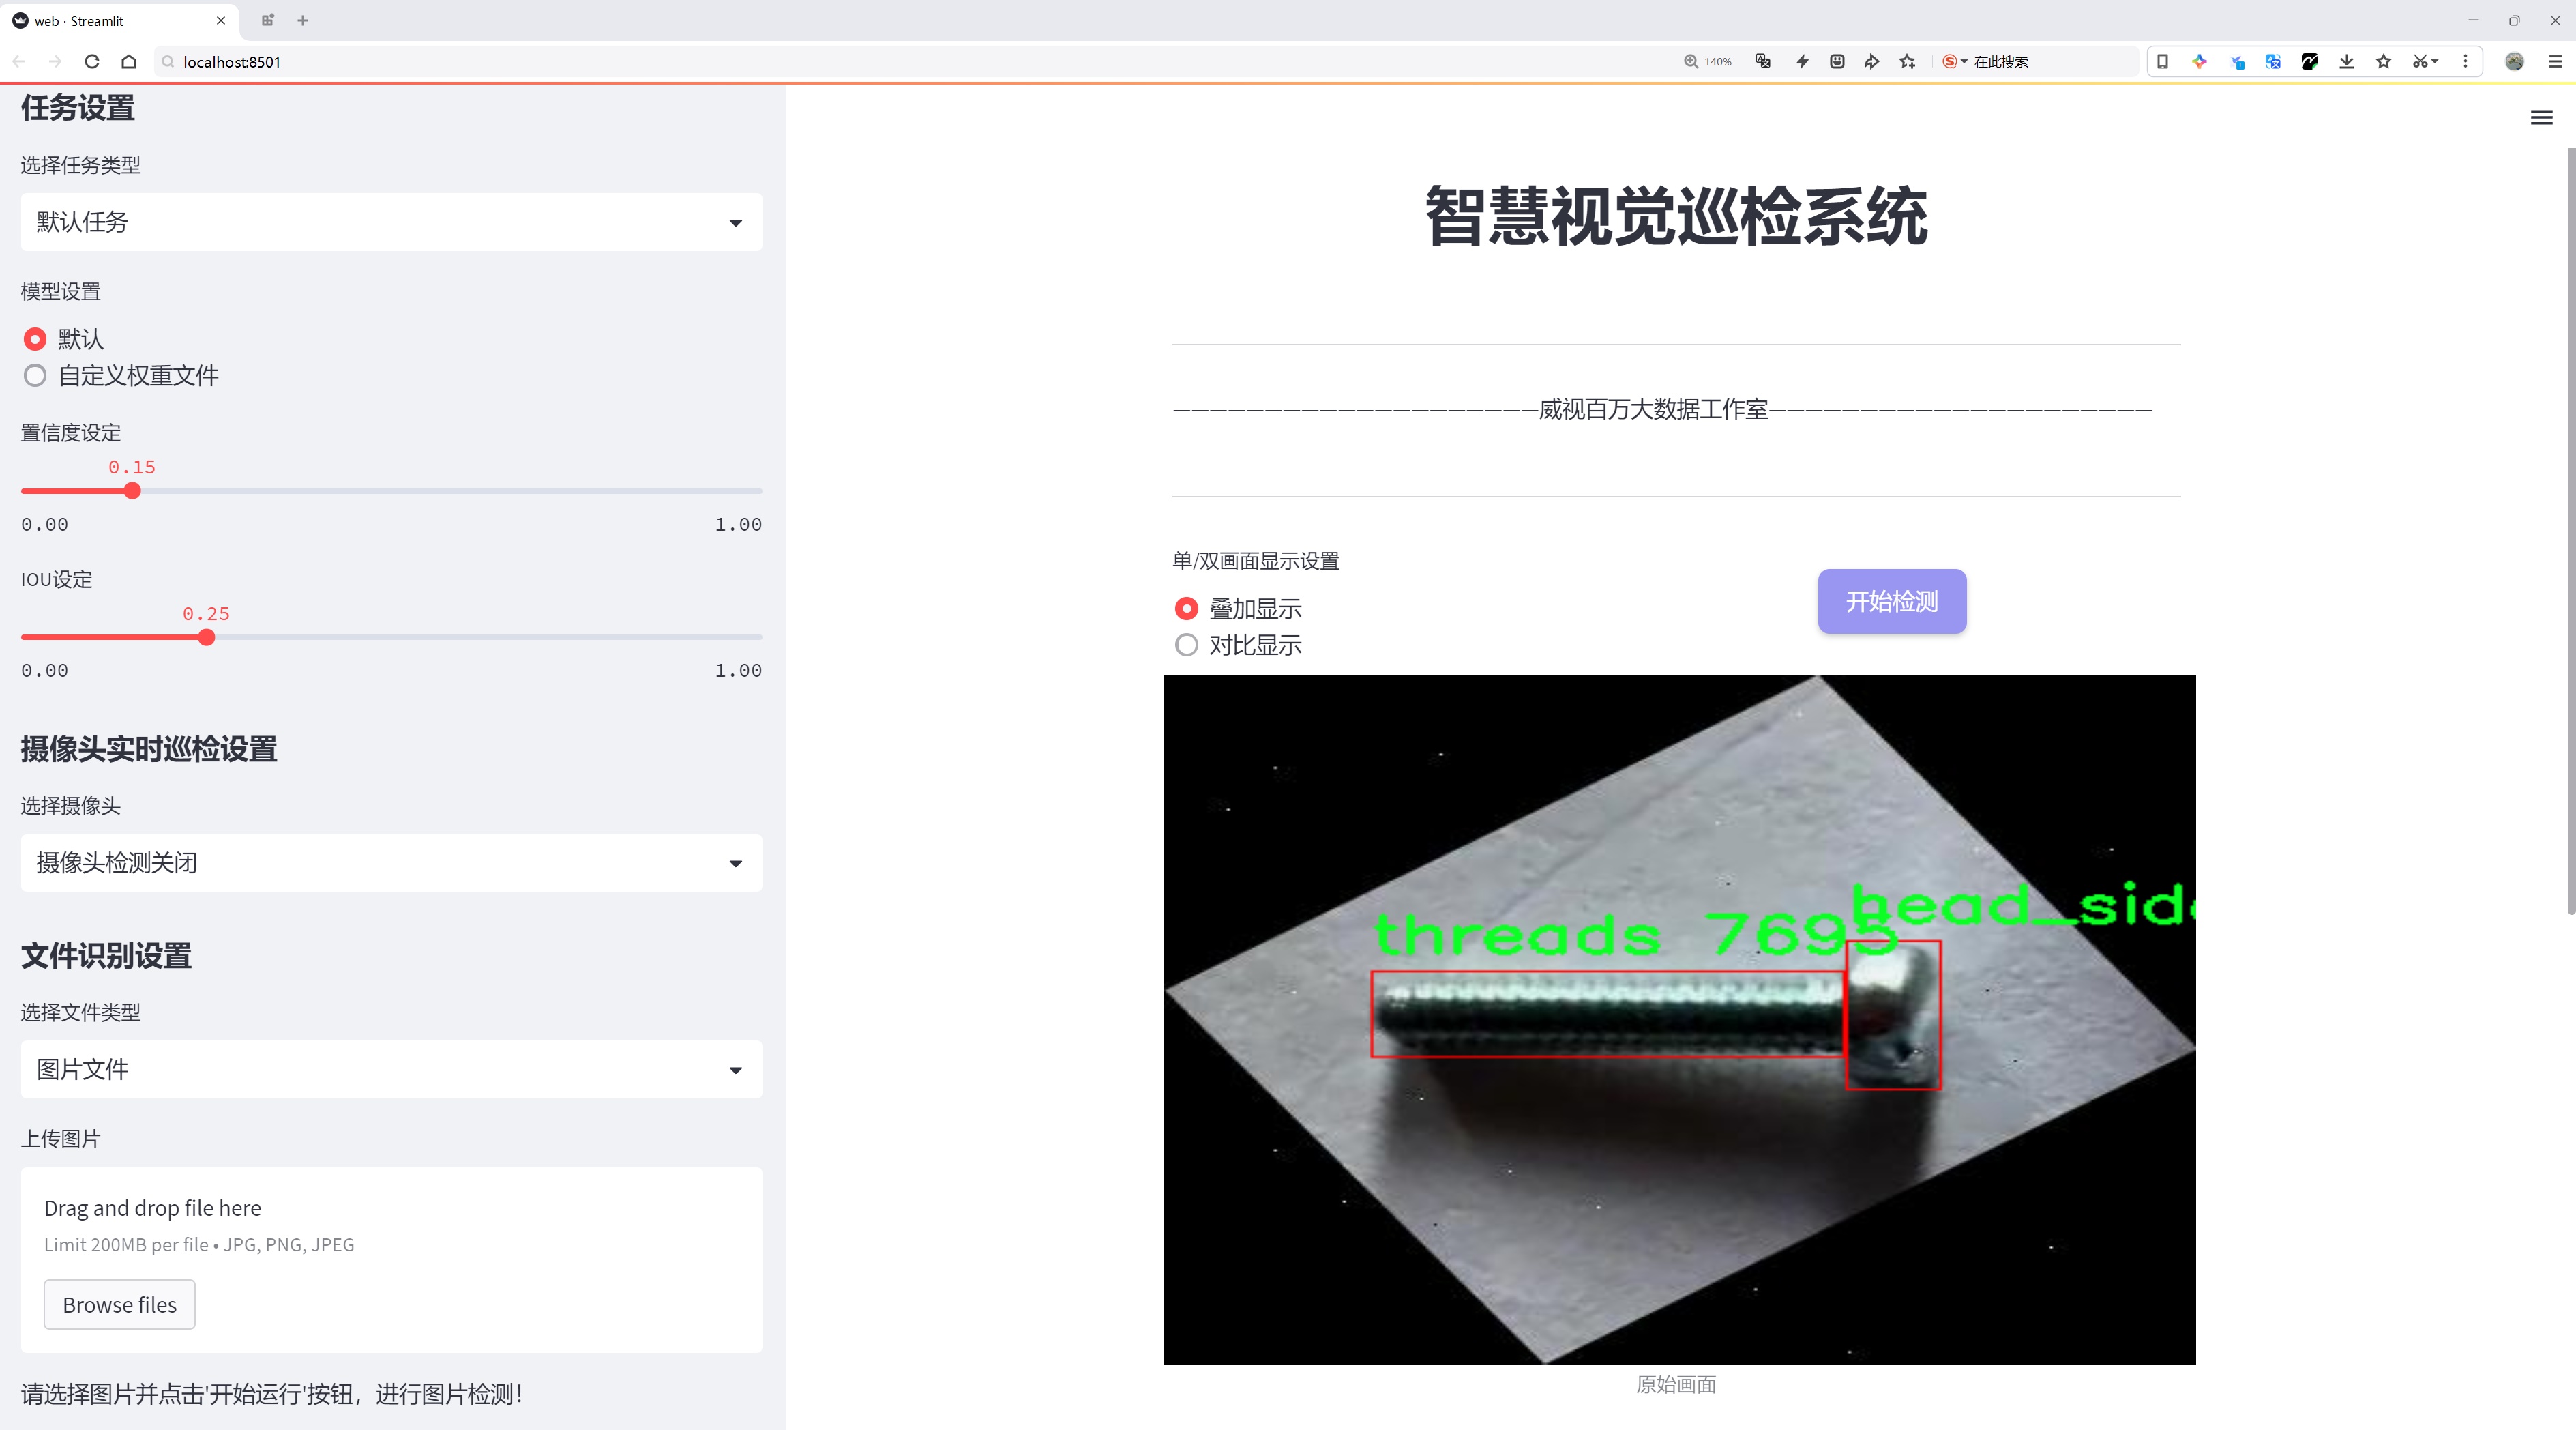 web · Streamlit
localhost:8501
140%
在此搜索
任务设置
选择任务类型
默认任务
模型设置
默认
自定义权重文件
置信度设定
0.15
0.00
1.00
IOU设定
0.25
0.00
1.00
摄像头实时巡检设置
选择摄像头
摄像头检测关闭
文件识别设置
选择文件类型
图片文件
上传图片
Drag and drop file here
Limit 200MB per file • JPG, PNG, JPEG
Browse files
请选择图片并点击'开始运行'按钮，进行图片检测！
智慧视觉巡检系统
————————————————————威视百万大数据工作室—————————————————————
单/双画面显示设置
叠加显示
对比显示
开始检测
threads 7695
head_side
原始画面